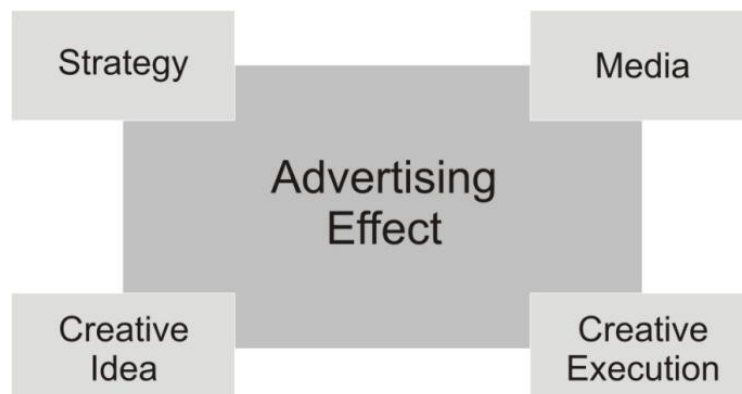 Strategy
Media
Advertising
Effect
Creative
Idea
Creative
Execution